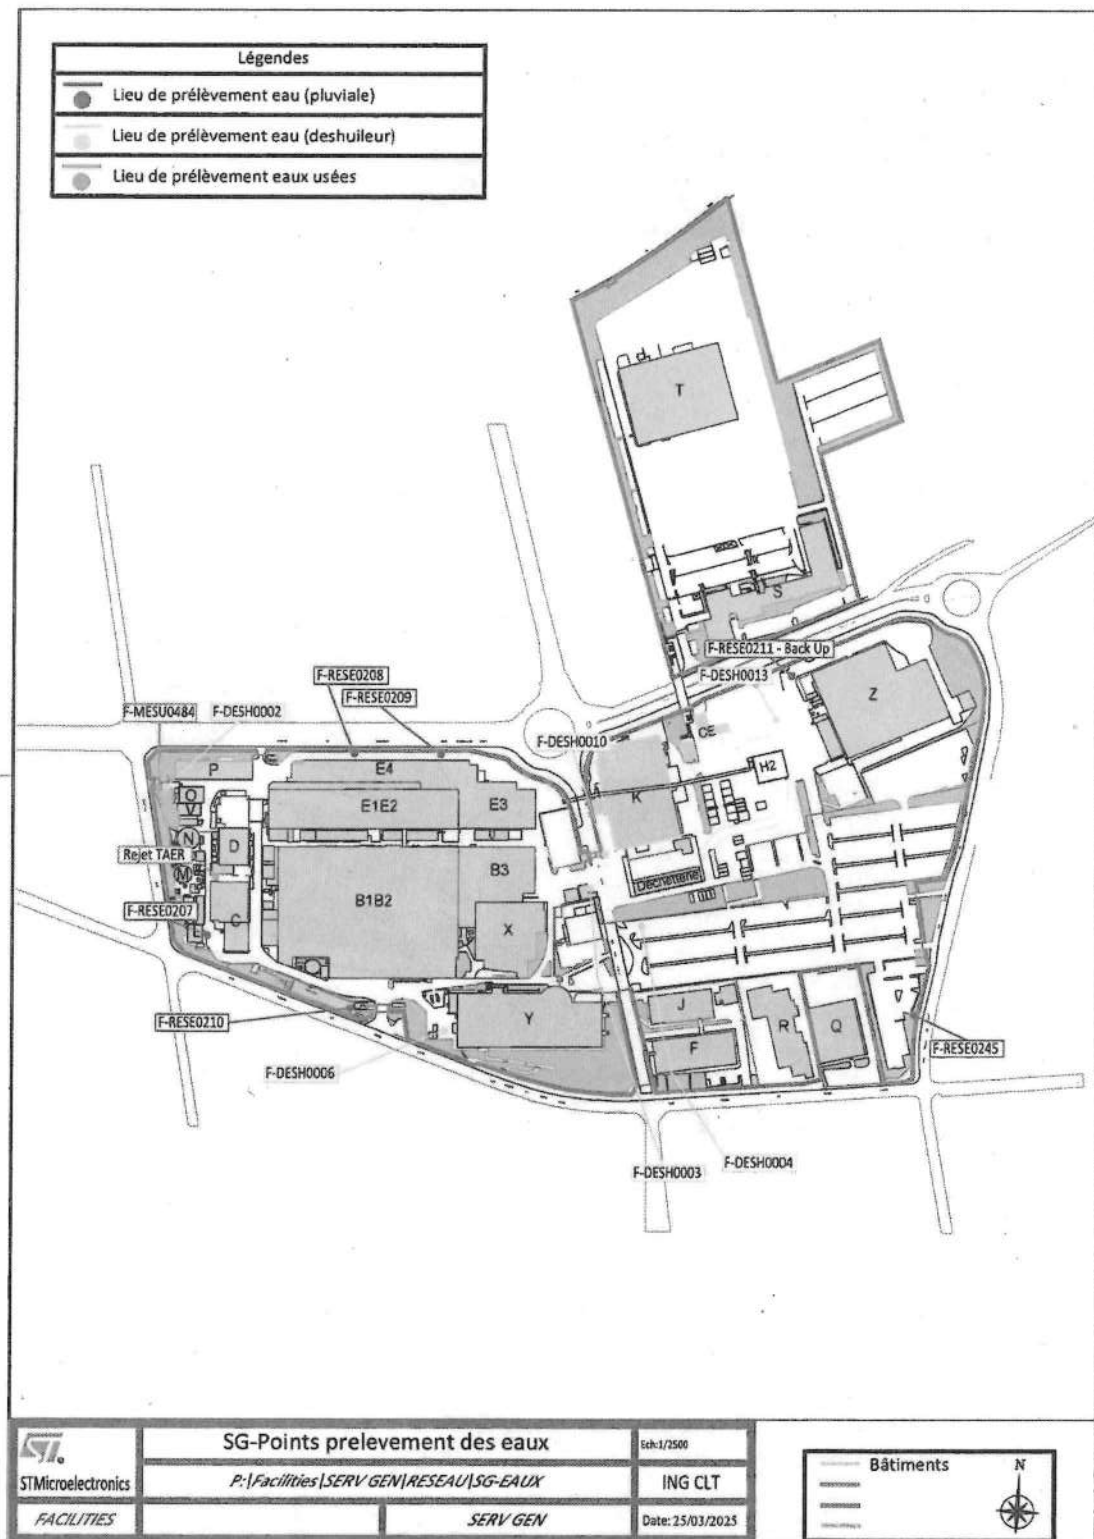 Légendes
Lieu de prélèvement eau (pluviale)
Lieu de prélèvement eau (deshuileur)
Lieu de prélèvement eaux usées
T
S
F-RESE0211 - Back Up
F-DESH0013
F-RESE0208
F-RESE0209
Z
F-MESU0484
F-DESH0002
F-DESH0010
CE
P
E4
H2
O
V
E1E2
E3
K
N
D
Rejet TAER
B3
M
Déchetterie
F-RESE0207
C
B1B2
X
L
J
F-RESE0210
Y
R
Q
F
F-RESE0245
F-DESH0006
F-DESH0003
F-DESH0004
ST
STMicroelectronics
FACILITIES
SG-Points prelevement des eaux
P:\Facilities\SERV GEN\RESEAU\SG-EAUX
SERV GEN
Ech:1/2500
ING CLT
Date: 25/03/2025
Bâtiments
N